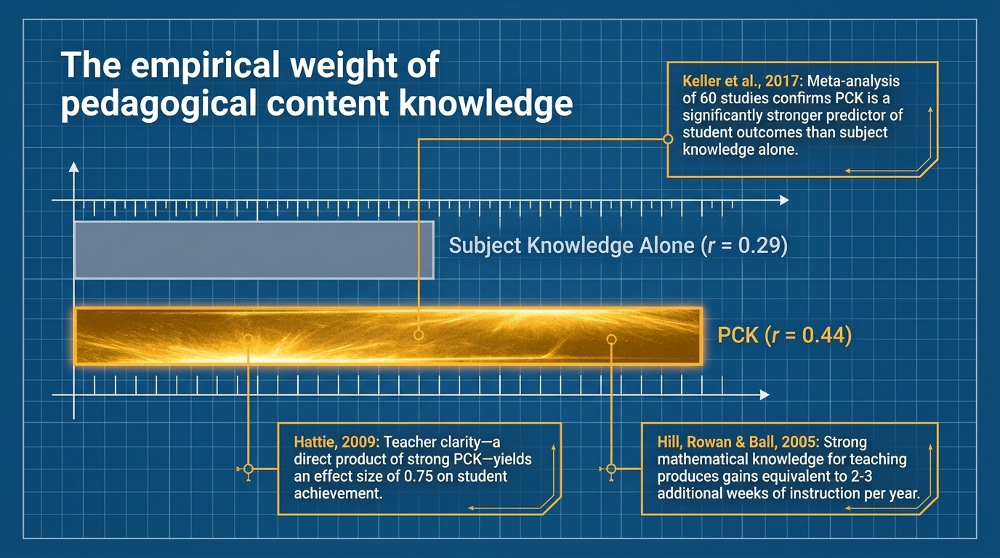 The empirical weight of
pedagogical content knowledge
Keller et al., 2017: Meta-analysis
of 60 studies confirms PCK is a
significantly stronger predictor of
student outcomes than subject
knowledge alone.
Subject Knowledge Alone (r = 0.29)
PCK (r = 0.44)
Hattie, 2009: Teacher clarity—a
direct product of strong PCK—yields
an effect size of 0.75 on student
achievement.
Hill, Rowan & Ball, 2005: Strong
mathematical knowledge for teaching
produces gains equivalent to 2-3
additional weeks of instruction per year.